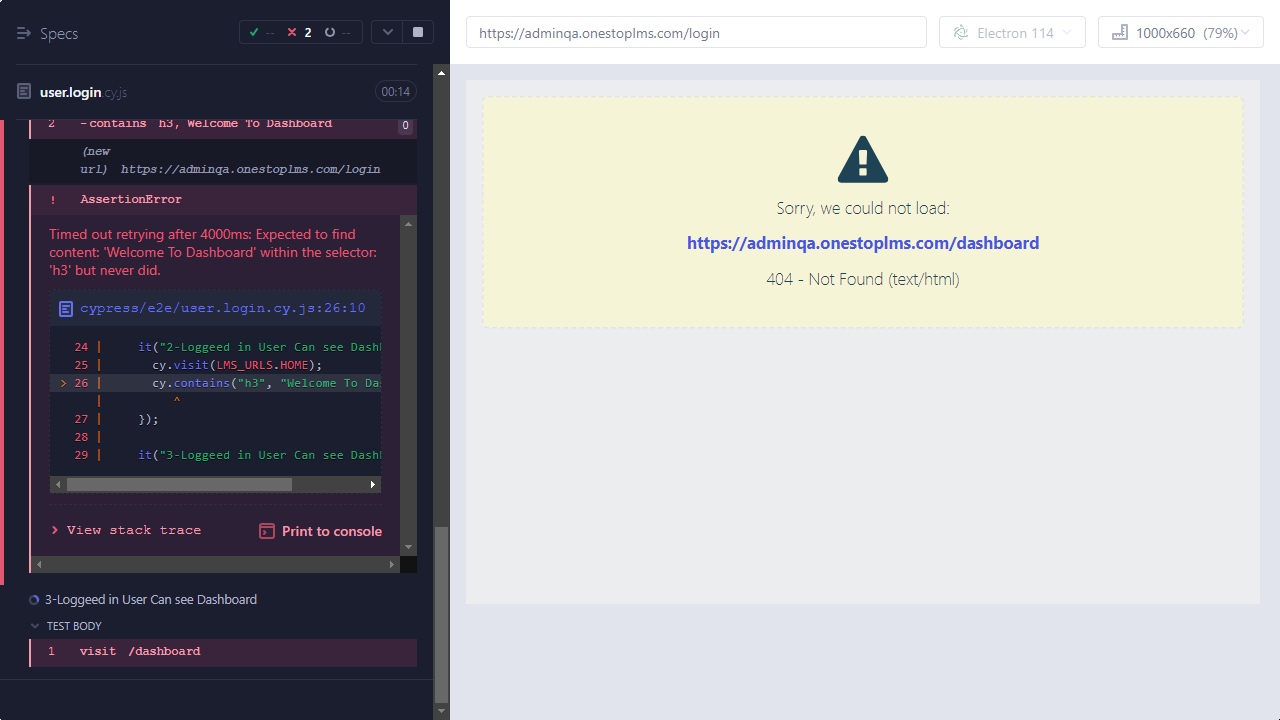 Specs
--
2
--
user.login.cy.js
00:14
2 -contains h3, Welcome To Dashboard
0
(new
url) https://adminqa.onestoplms.com/login
! AssertionError
Timed out retrying after 4000ms: Expected to find
content: 'Welcome To Dashboard' within the selector:
'h3' but never did.
cypress/e2e/user.login.cy.js:26:10
24 | it("2-Loggeed in User Can see Dash
25 | cy.visit(LMS_URLS.HOME);
> 26 | cy.contains("h3", "Welcome To Da
| ^
27 | });
28 |
29 | it("3-Loggeed in User Can see Dash
> View stack trace
Print to console
3-Loggeed in User Can see Dashboard
TEST BODY
1 visit /dashboard
https://adminqa.onestoplms.com/login
Electron 114
1000x660 (79%)
Sorry, we could not load:
https://adminqa.onestoplms.com/dashboard
404 - Not Found (text/html)